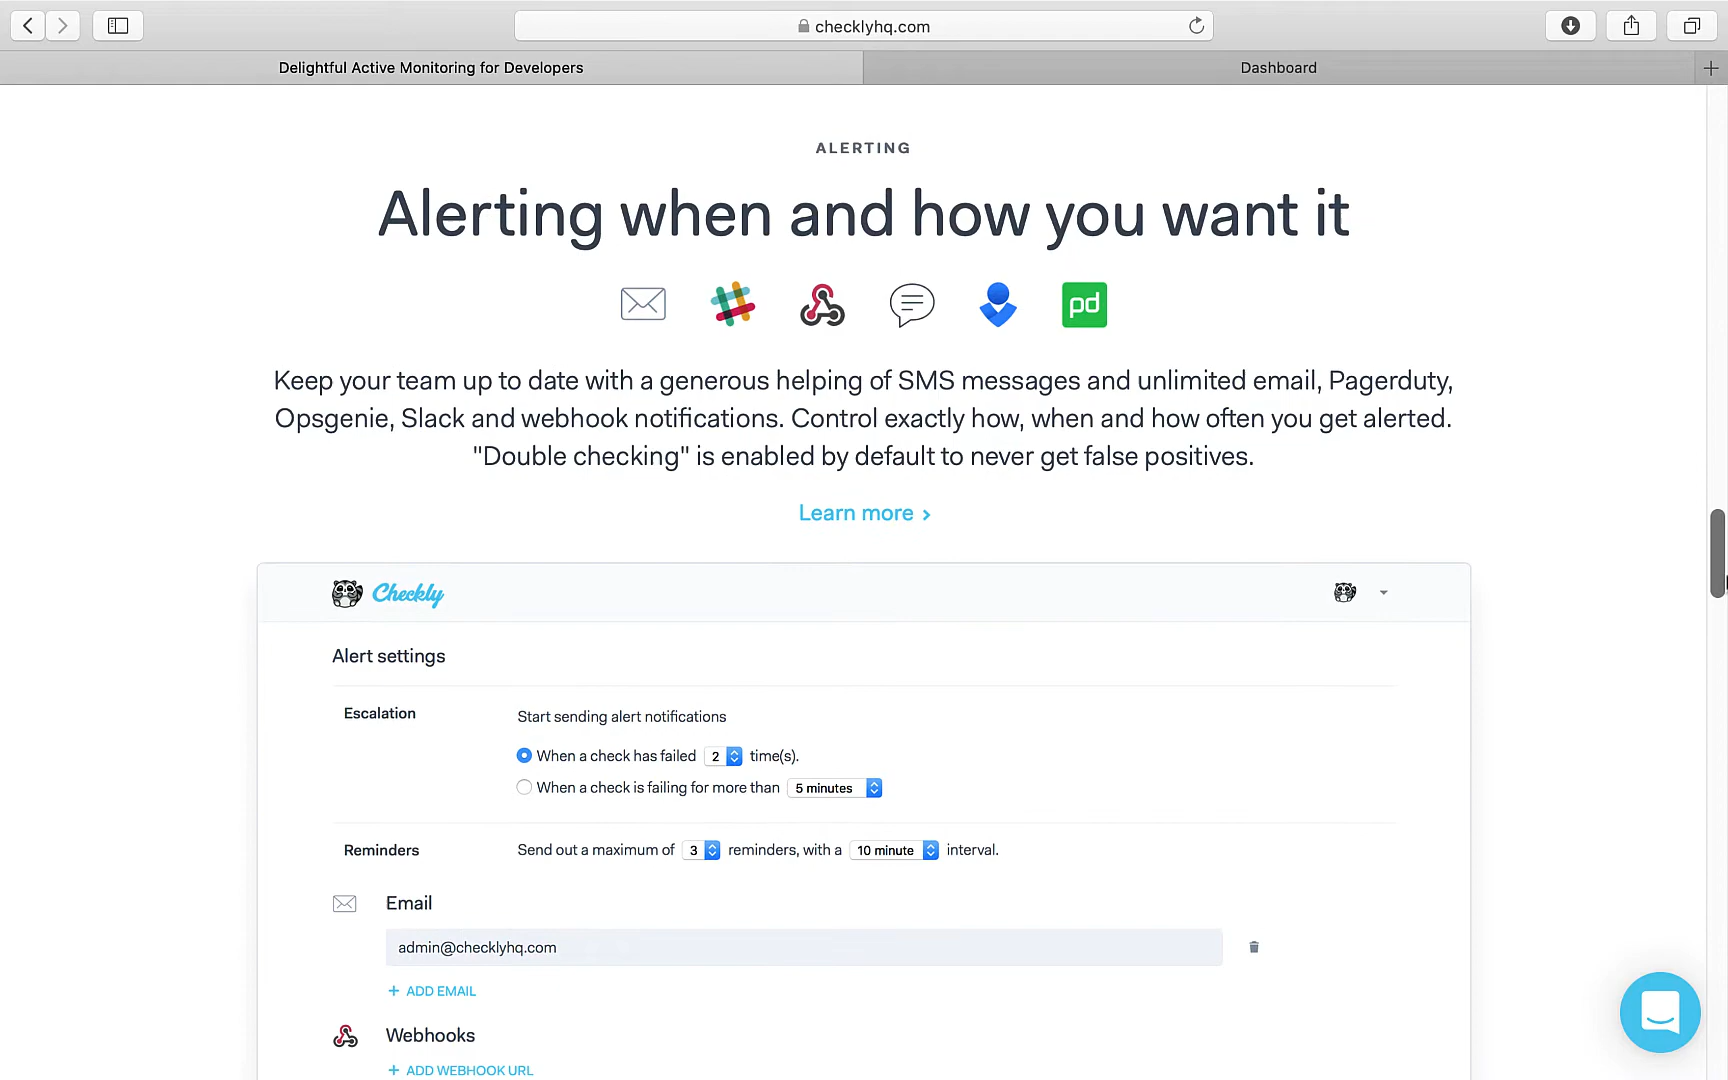 checklyhq.com
Delightful Active Monitoring for Developers
Dashboard
ALERTING
Alerting when and how you want it
pd
Keep your team up to date with a generous helping of SMS messages and unlimited email, Pagerduty,
Opsgenie, Slack and webhook notifications. Control exactly how, when and how often you get alerted.
"Double checking" is enabled by default to never get false positives.
Learn more
Checkly
Alert settings
Escalation
Start sending alert notifications
When a check has failed 2 time(s).
When a check is failing for more than 5 minutes
Reminders
Send out a maximum of 3 reminders, with a 10 minute interval.
Email
admin@checklyhq.com
+ ADD EMAIL
Webhooks
+ ADD WEBHOOK URL